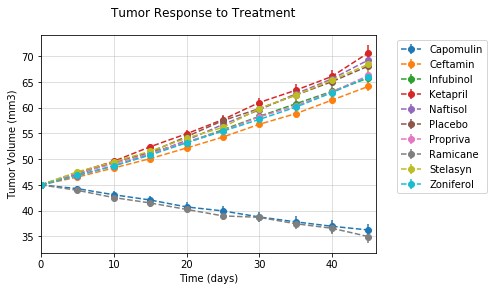 Tumor Response to Treatment
Tumor Volume (mm3)
70
65
60
55
50
45
40
35
0
10
20
30
40
Time (days)
Capomulin
Ceftamin
Infubinol
Ketapril
Naftisol
Placebo
Propriva
Ramicane
Stelasyn
Zoniferol